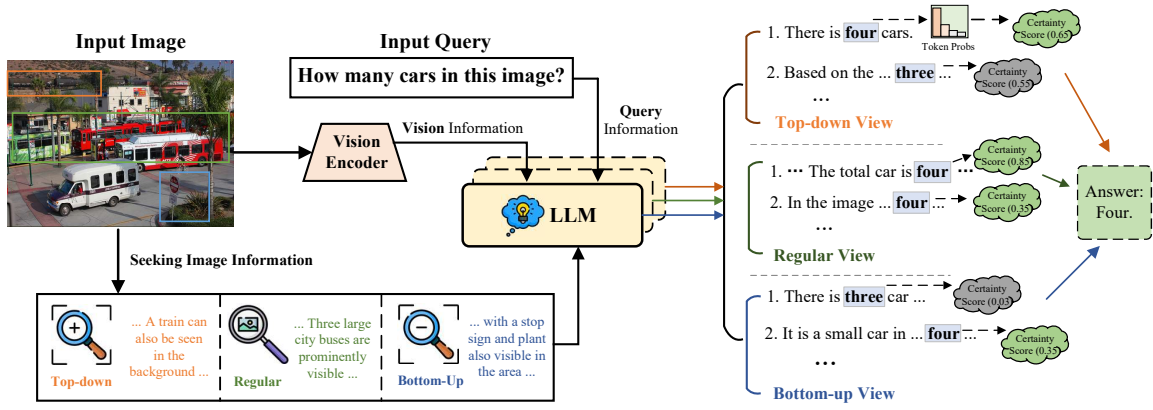 Input Image
Input Query
How many cars in this image?
Vision
Encoder
Vision Information
Query
Information
LLM
Seeking Image Information
... A train can
also be seen
in the
background ...
Top-down
... Three large
city buses are
prominently
visible ...
Regular
... with a stop
sign and plant
also visible in
the area ...
Bottom-Up
1. There is four cars.
Token Probs
Certainty
Score (0.65)
2. Based on the ... three ...
Certainty
Score (0.55)
...
Top-down View
1. ... The total car is four ...
Certainty
Score (0.85)
2. In the image ... four ...
Certainty
Score (0.35)
...
Regular View
1. There is three car ...
Certainty
Score (0.03)
2. It is a small car in ... four ...
Certainty
Score (0.35)
...
Bottom-up View
Answer:
Four.